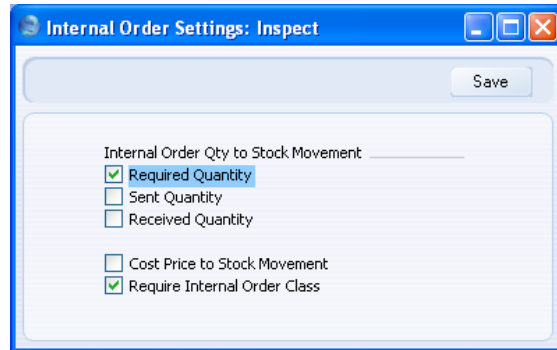 Internal Order Settings: Inspect
Save
Internal Order Qty to Stock Movement
Required Quantity
Sent Quantity
Received Quantity
Cost Price to Stock Movement
Require Internal Order Class